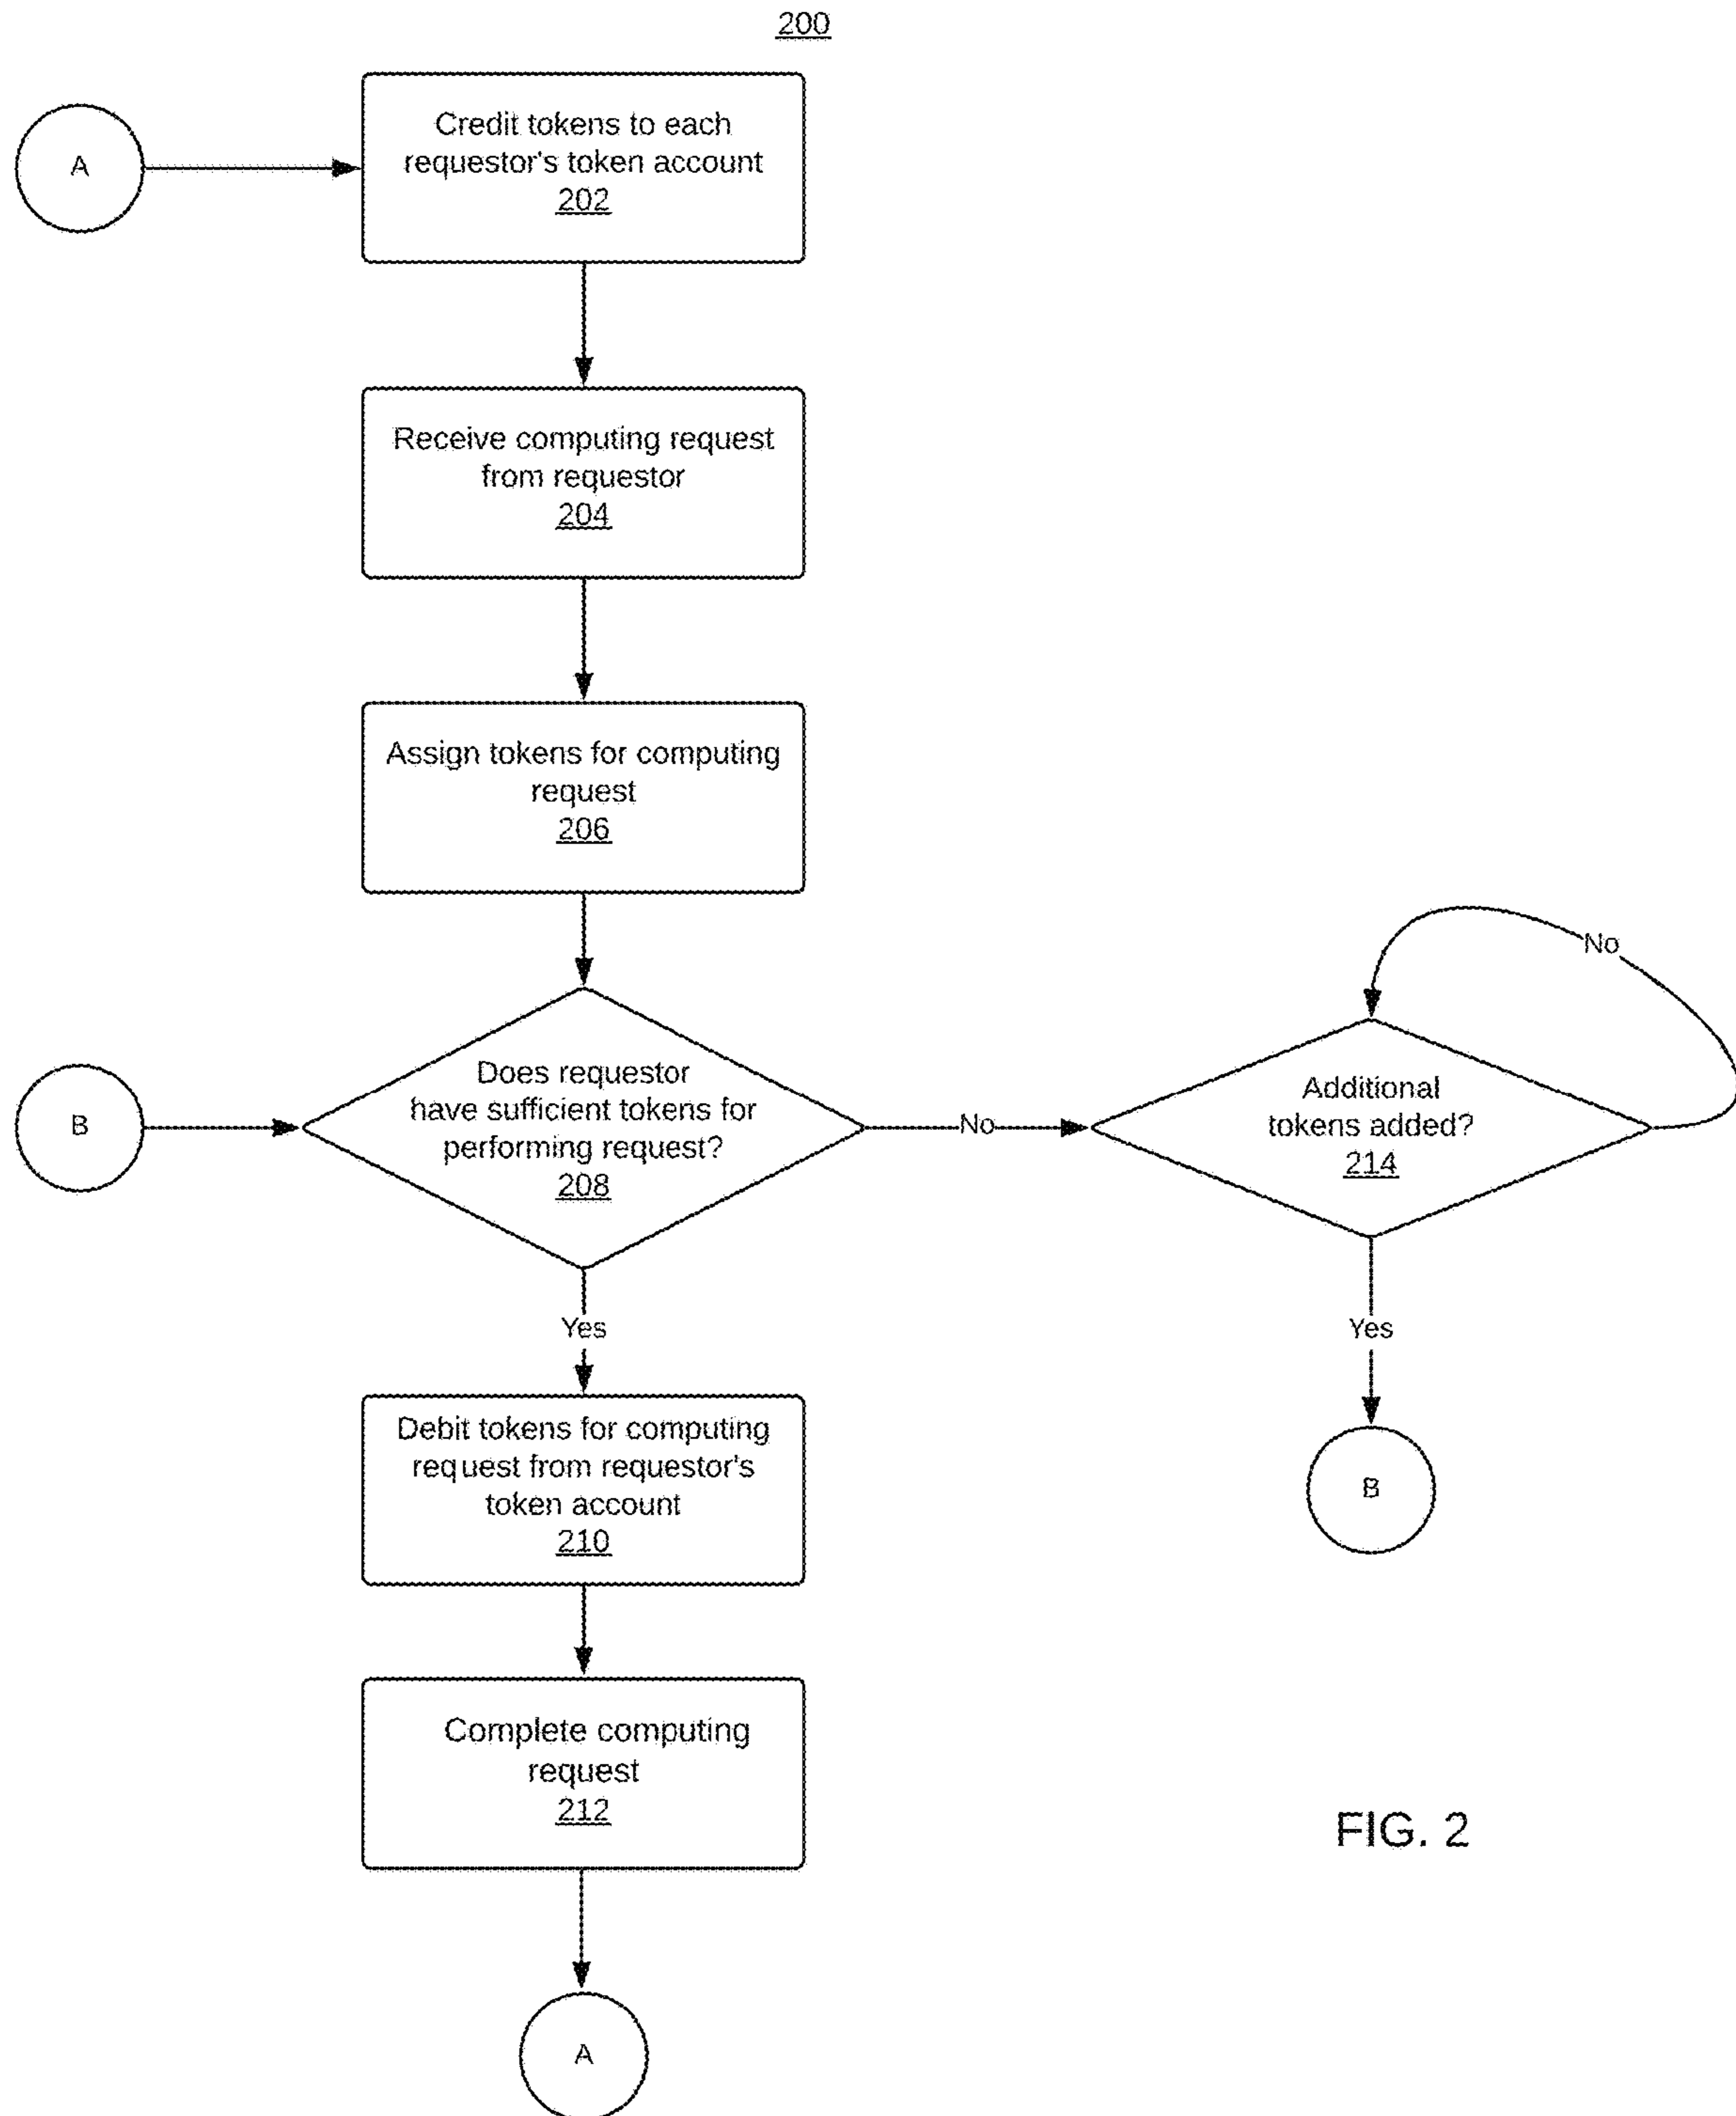 200
A
Credit tokens to each
requestor's token account
202
Receive computing request
from requestor
204
Assign tokens for computing
request
206
No
B
Does requestor
have sufficient tokens for
performing request?
208
No
Additional
tokens added?
214
Yes
Yes
Debit tokens for computing
request from requestor's
token account
210
B
Complete computing
request
212
FIG. 2
A